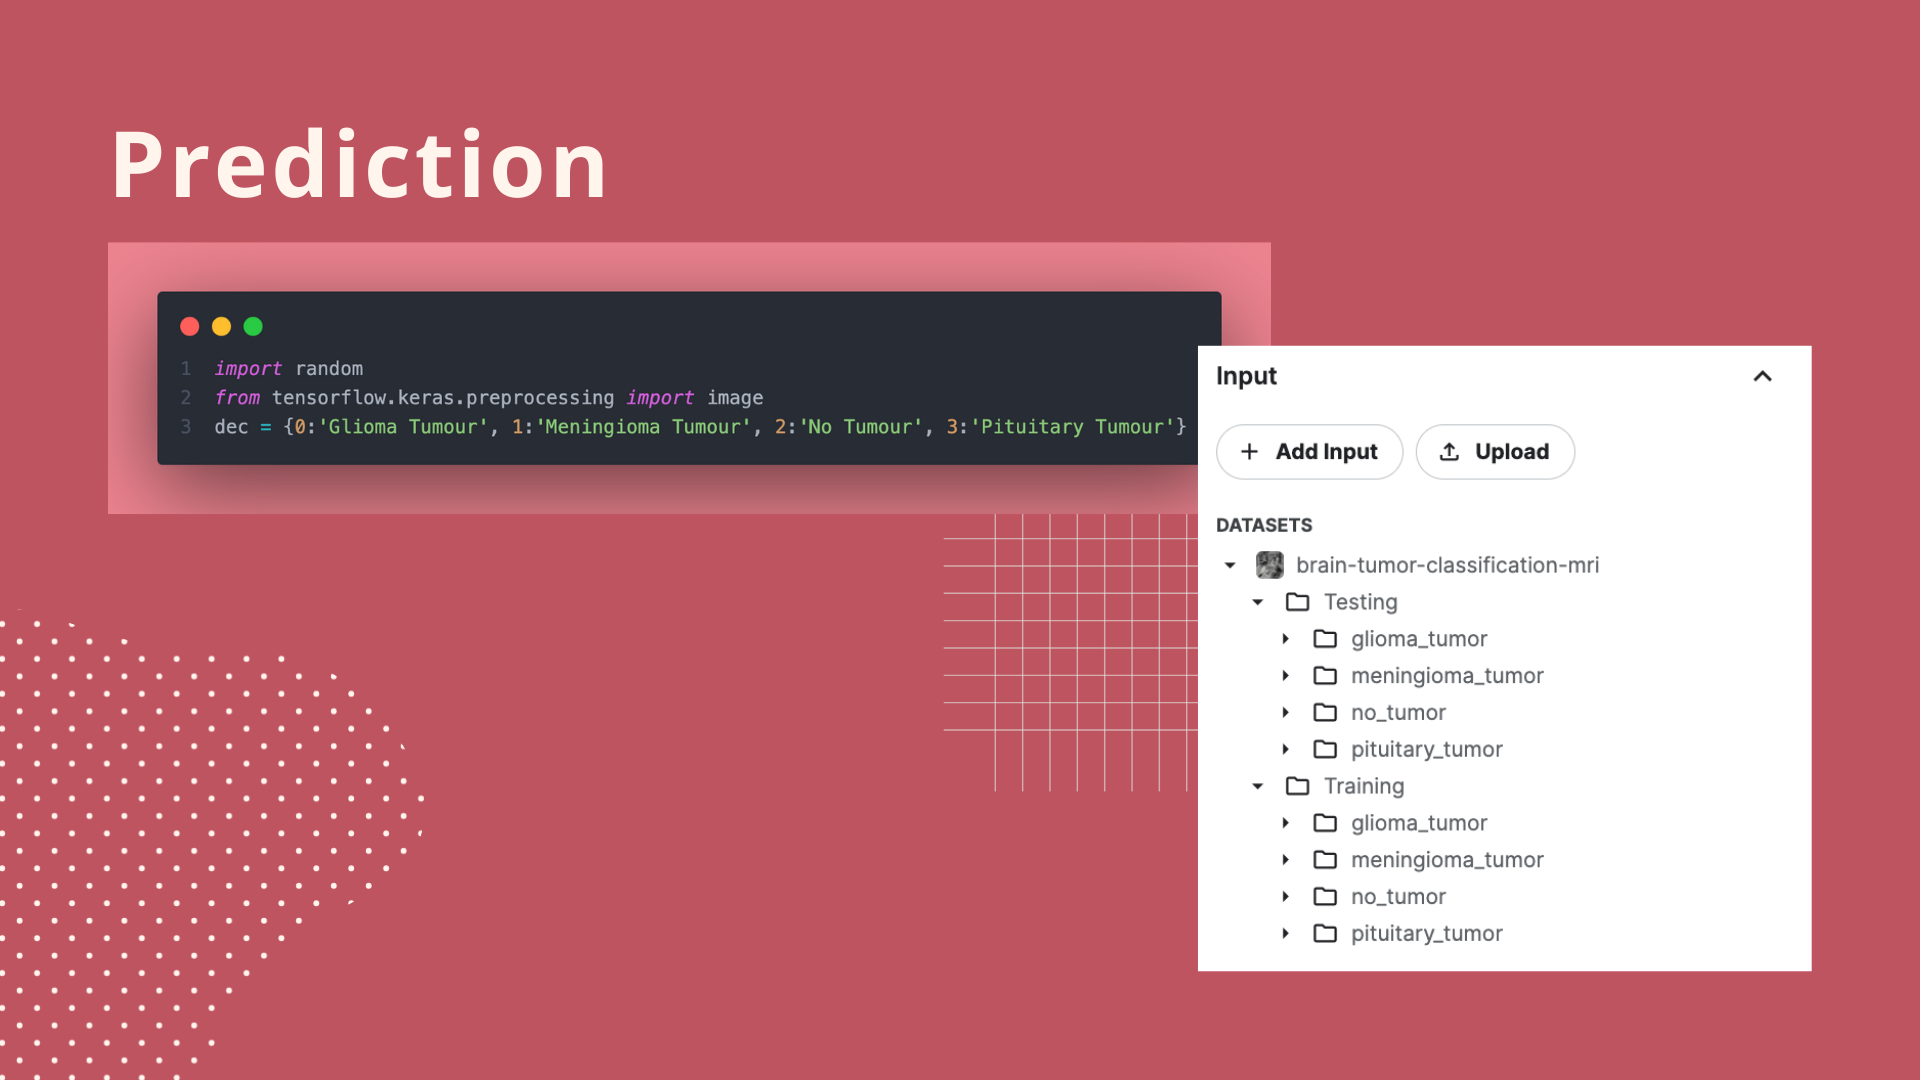 Prediction
1 import random
2 from tensorflow.keras.preprocessing import image
3 dec = {0:'Glioma Tumour', 1:'Meningioma Tumour', 2:'No Tumour', 3:'Pituitary Tumour'}
Input
Add Input Upload
DATASETS
brain-tumor-classification-mri
Testing
glioma_tumor
meningioma_tumor
no_tumor
pituitary_tumor
Training
glioma_tumor
meningioma_tumor
no_tumor
pituitary_tumor